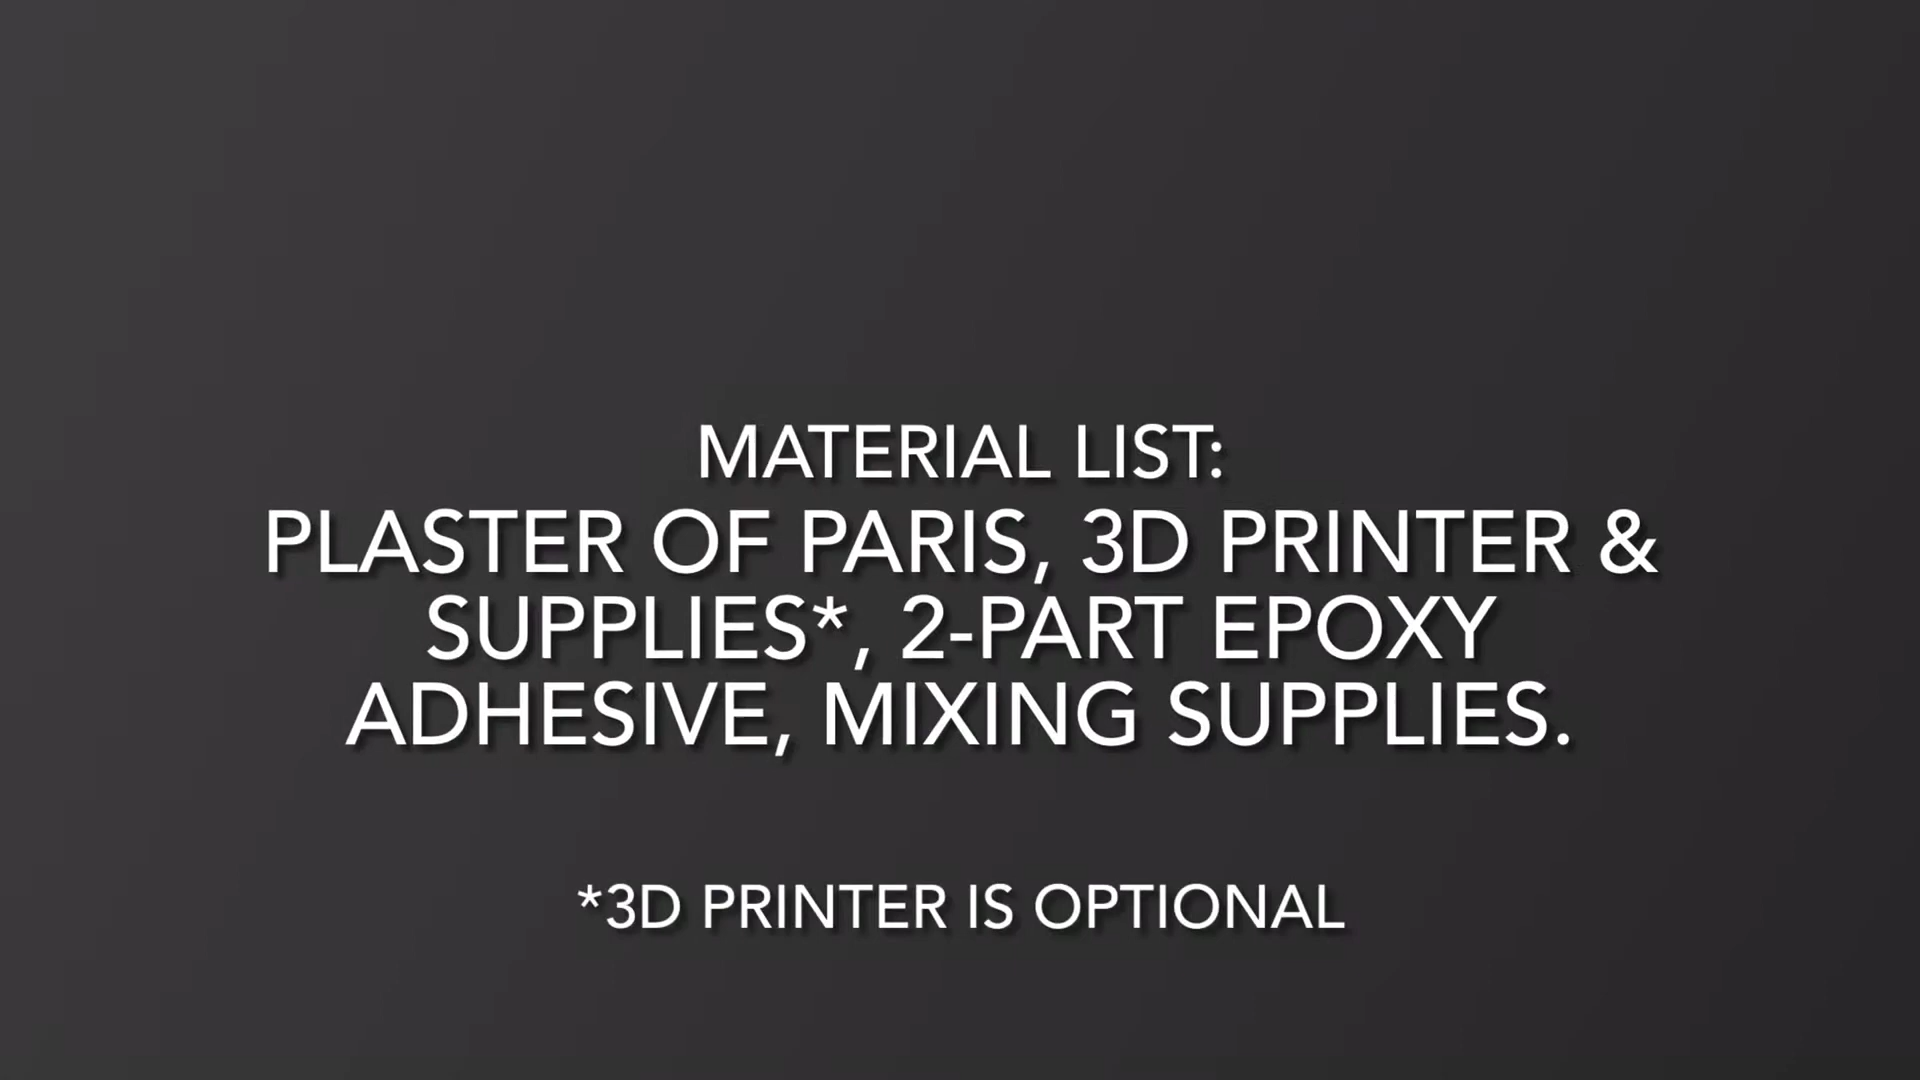 MATERIAL LIST:
PLASTER OF PARIS, 3D PRINTER &
SUPPLIES*, 2-PART EPOXY
ADHESIVE, MIXING SUPPLIES.
*3D PRINTER IS OPTIONAL